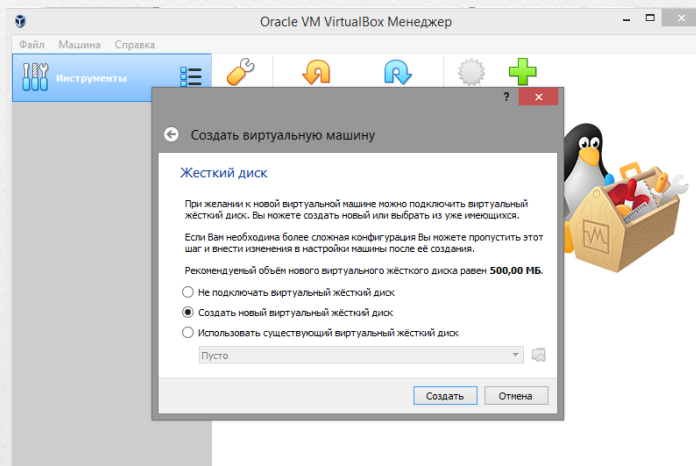 Oracle VM VirtualBox Менеджер
Файл Машина Справка
Инструменты
?
Создать виртуальную машину
Жесткий диск
При желании к новой виртуальной машине можно подключить виртуальный
жёсткий диск. Вы можете создать новый или выбрать из уже имеющихся.
Если Вам необходима более сложная конфигурация Вы можете пропустить этот
шаг и внести изменения в настройки машины после её создания.
Рекомендуемый объём нового виртуального жёсткого диска равен 500,00 МБ.
Не подключать виртуальный жёсткий диск
Создать новый виртуальный жёсткий диск
Использовать существующий виртуальный жёсткий диск
Пусто
Создать Отмена